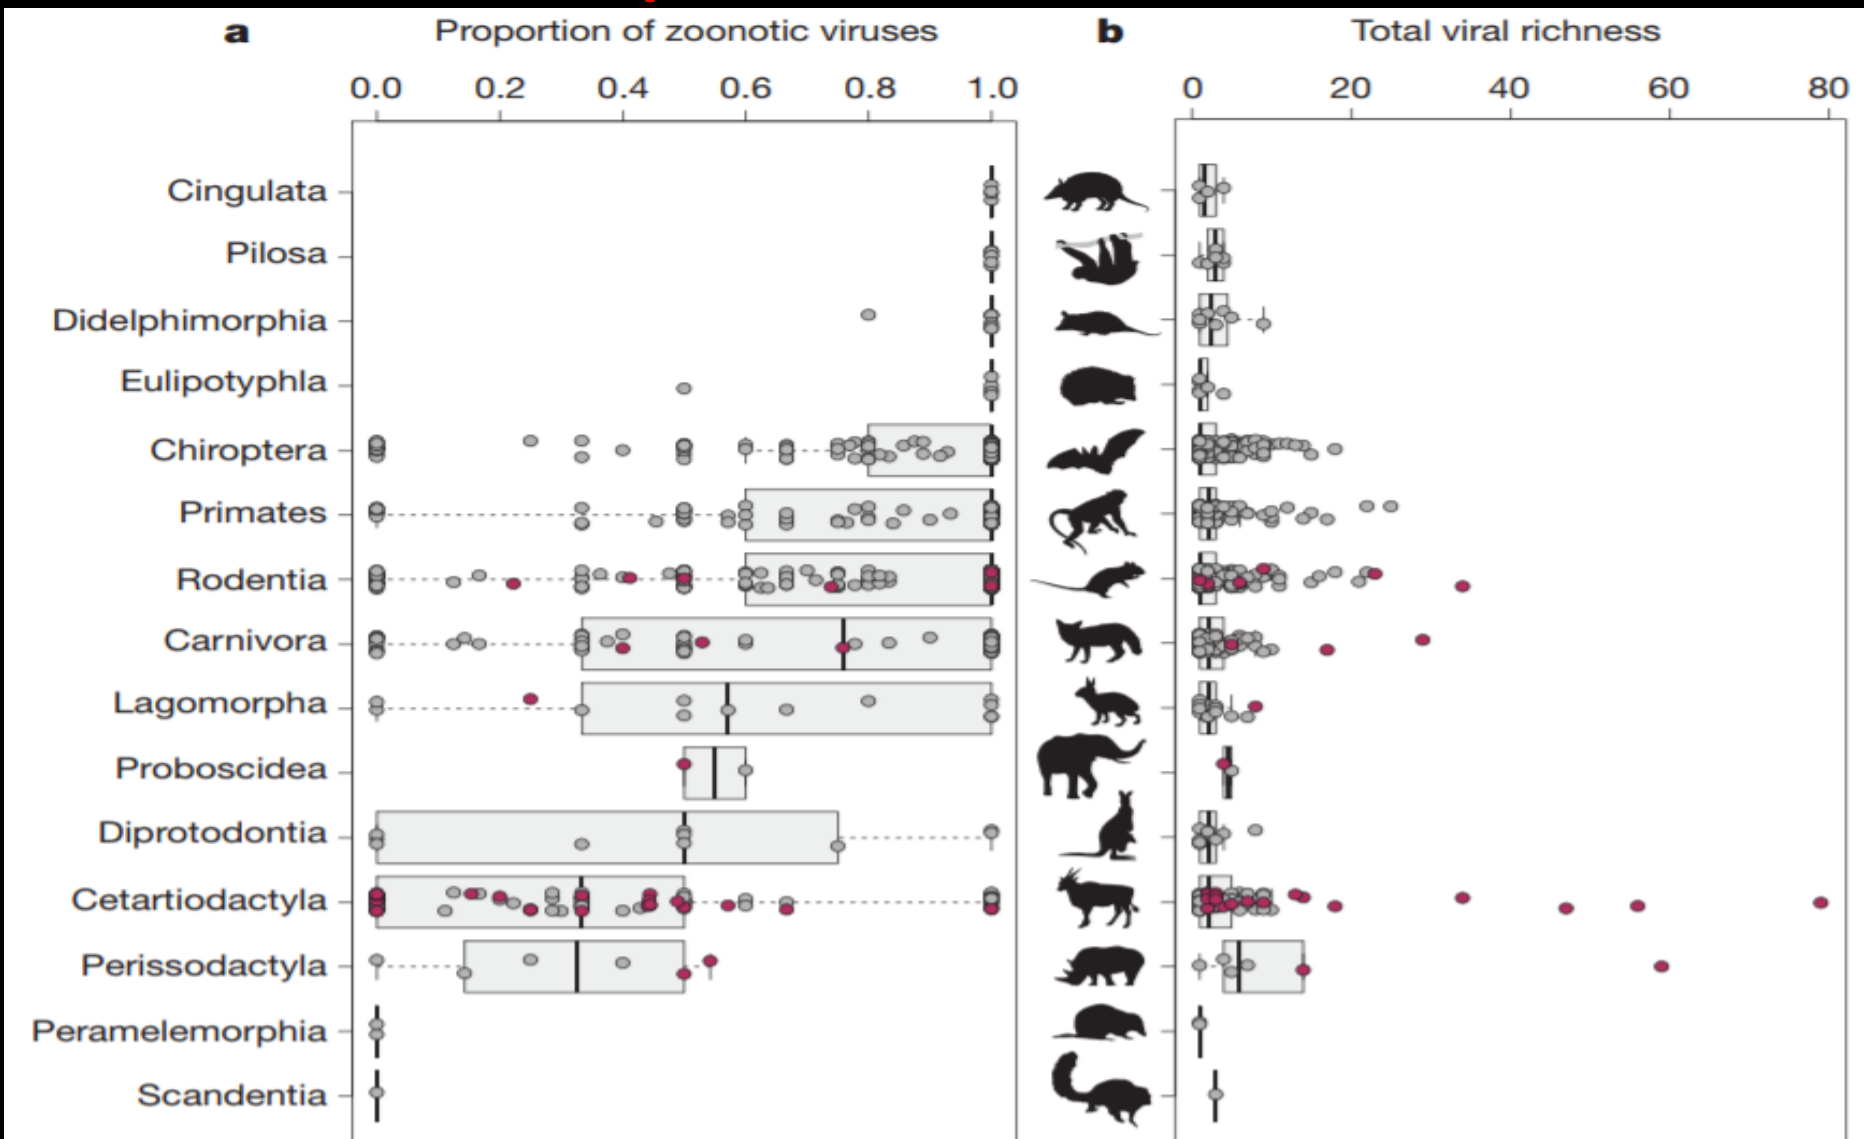 a Proportion of zoonotic viruses
b Total viral richness
0.0 0.2 0.4 0.6 0.8 1.0
0 20 40 60 80
Cingulata
Pilosa
Didelphimorphia
Eulipotyphla
Chiroptera
Primates
Rodentia
Carnivora
Lagomorpha
Proboscidea
Diprotodontia
Cetartiodactyla
Perissodactyla
Peramelemorphia
Scandentia